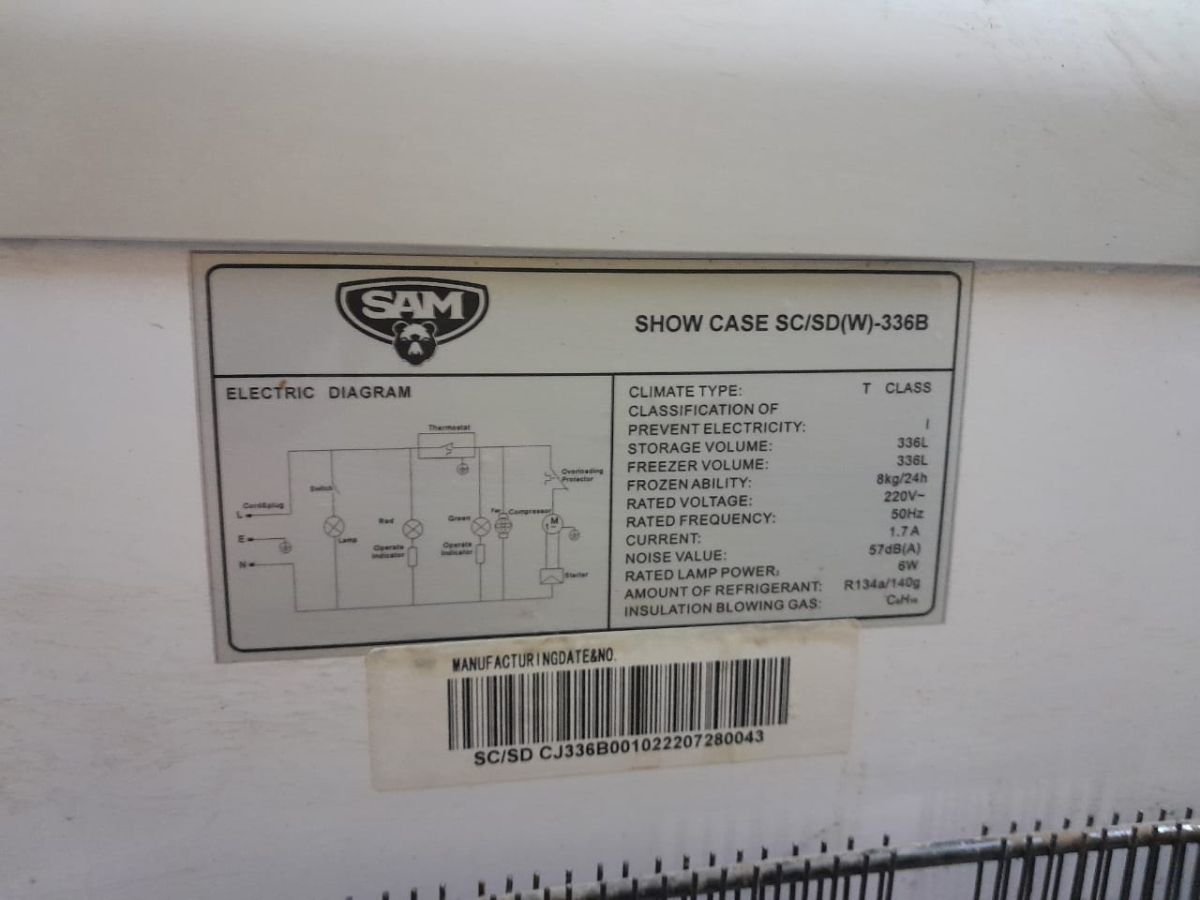 SAM
SHOW CASE SC/SD(W)-336B
ELECTRIC DIAGRAM
Thermostat
Overloading
Protector
Switch
Cord&plug
L
E
N
Lamp
Red
Operate
indicator
Green
Operate
indicator
Fan
Compressor
M
1~
Starter
CLIMATE TYPE: T CLASS
CLASSIFICATION OF
PREVENT ELECTRICITY: I
STORAGE VOLUME: 336L
FREEZER VOLUME: 336L
FROZEN ABILITY: 8kg/24h
RATED VOLTAGE: 220V~
RATED FREQUENCY: 50Hz
CURRENT: 1.7A
NOISE VALUE: 57dB(A)
RATED LAMP POWER: 6W
AMOUNT OF REFRIGERANT: R134a/140g
INSULATION BLOWING GAS:
MANUFACTURINGDATE&NO.
SC/SD CJ336B001022207280043